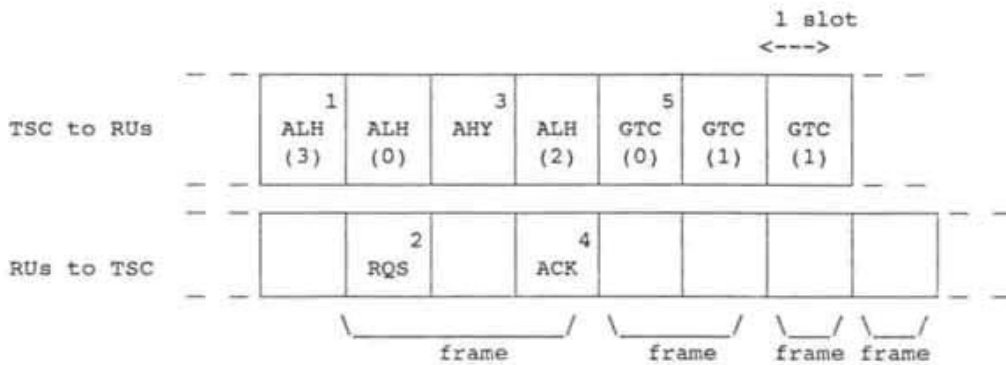 1 slot
<--->
1 3 5
TSC to RUs ALH ALH AHY ALH GTC GTC GTC
(3) (0) (2) (0) (1) (1)
2 4
RUs to TSC RQS ACK
frame frame frame frame